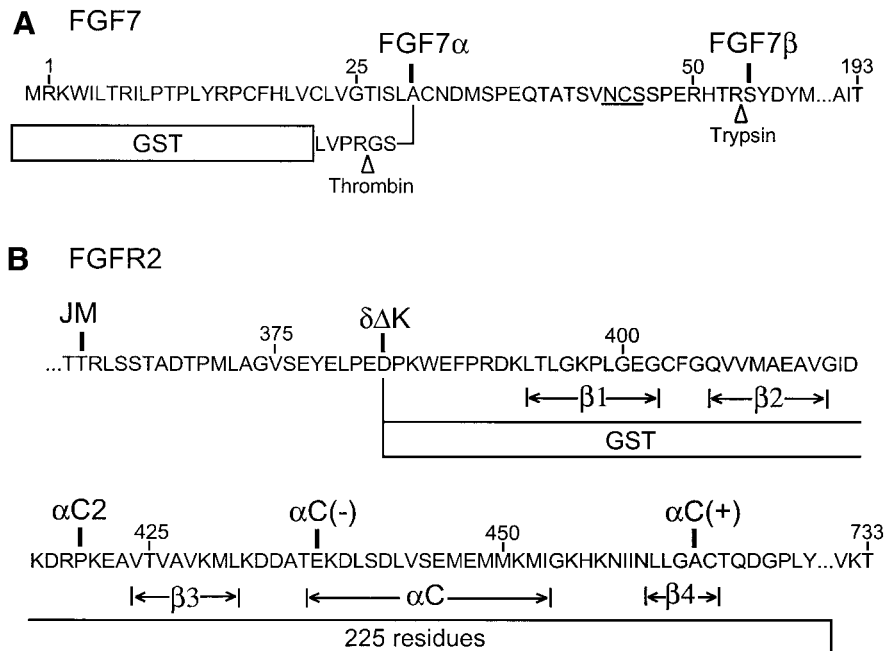 A FGF7
FGF7α FGF7β
1 25 50 193
MRKWILTRILPTPLYRPCFHLVCLVGTISLACNDMSPEQTATSVNCSSPERHTRSYDYM...AIT
Trypsin
GST LVPRGS
Thrombin
B FGFR2
JM 375 δΔK 400
...TTRLSSTADTPMLAGVSEYELPEDPKWEFPRDKLTLGKPLGEGCFGQVVMAEAVGID
β1 β2
GST
αC2 425 αC(-) 450 αC(+) 733
KDRPKEAVTVAVKMLKDDATEKDLSDLVSEMEMMKMIGKHKNIINLLGACTQDGPLY...VKT
β3 αC β4
225 residues